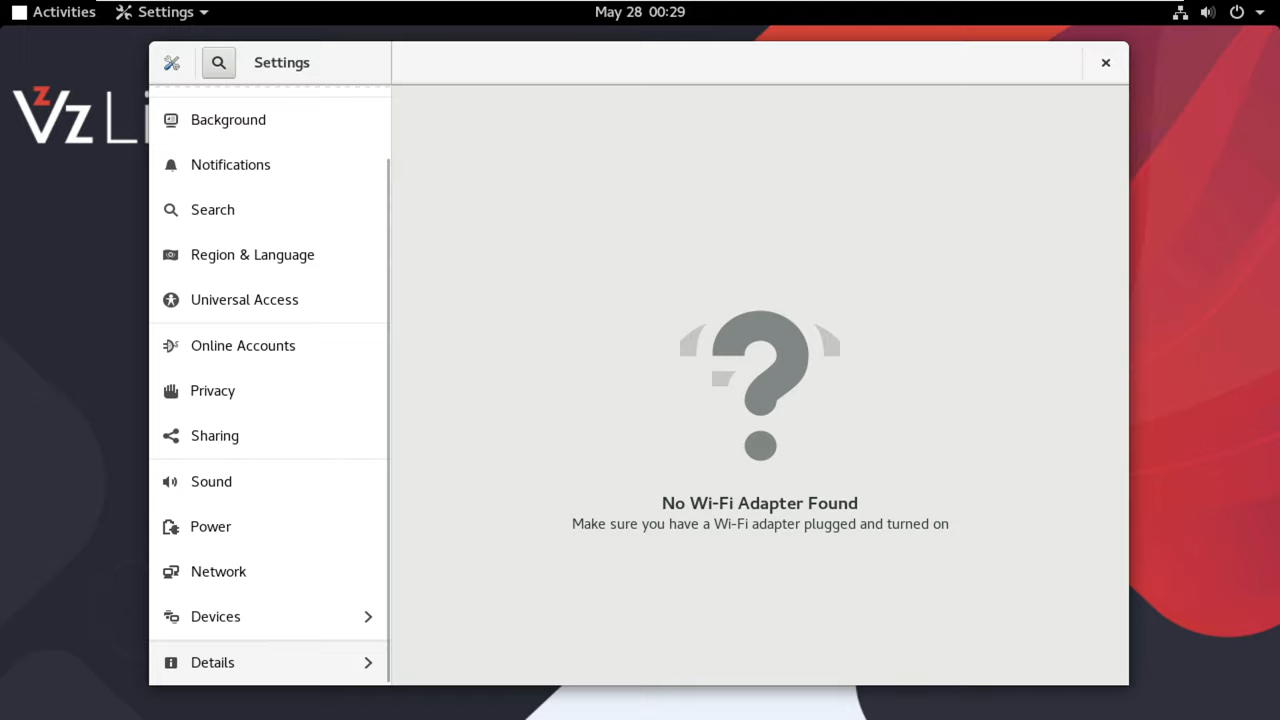 Activities
Settings
May 28 00:29
Settings
Background
Notifications
Search
Region & Language
Universal Access
Online Accounts
Privacy
Sharing
Sound
Power
Network
Devices
Details
No Wi-Fi Adapter Found
Make sure you have a Wi-Fi adapter plugged and turned on
VzLi